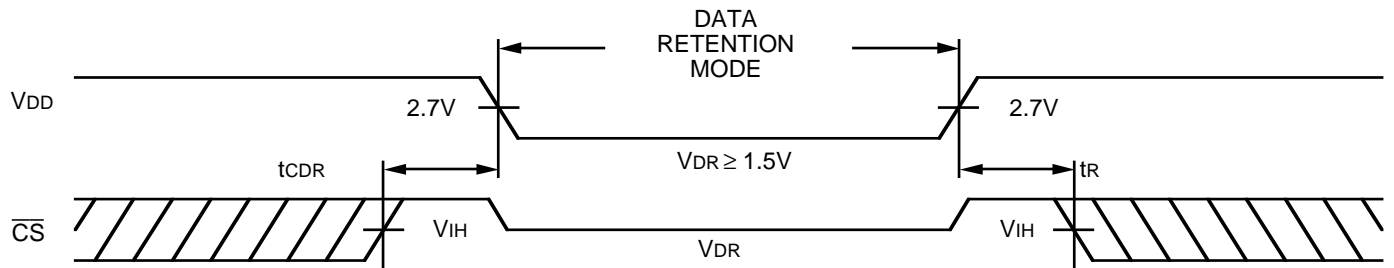 DATA
RETENTION
MODE
VDD
2.7V
2.7V
VDR ≥ 1.5V
tCDR
tR
CS
VIH
VDR
VIH